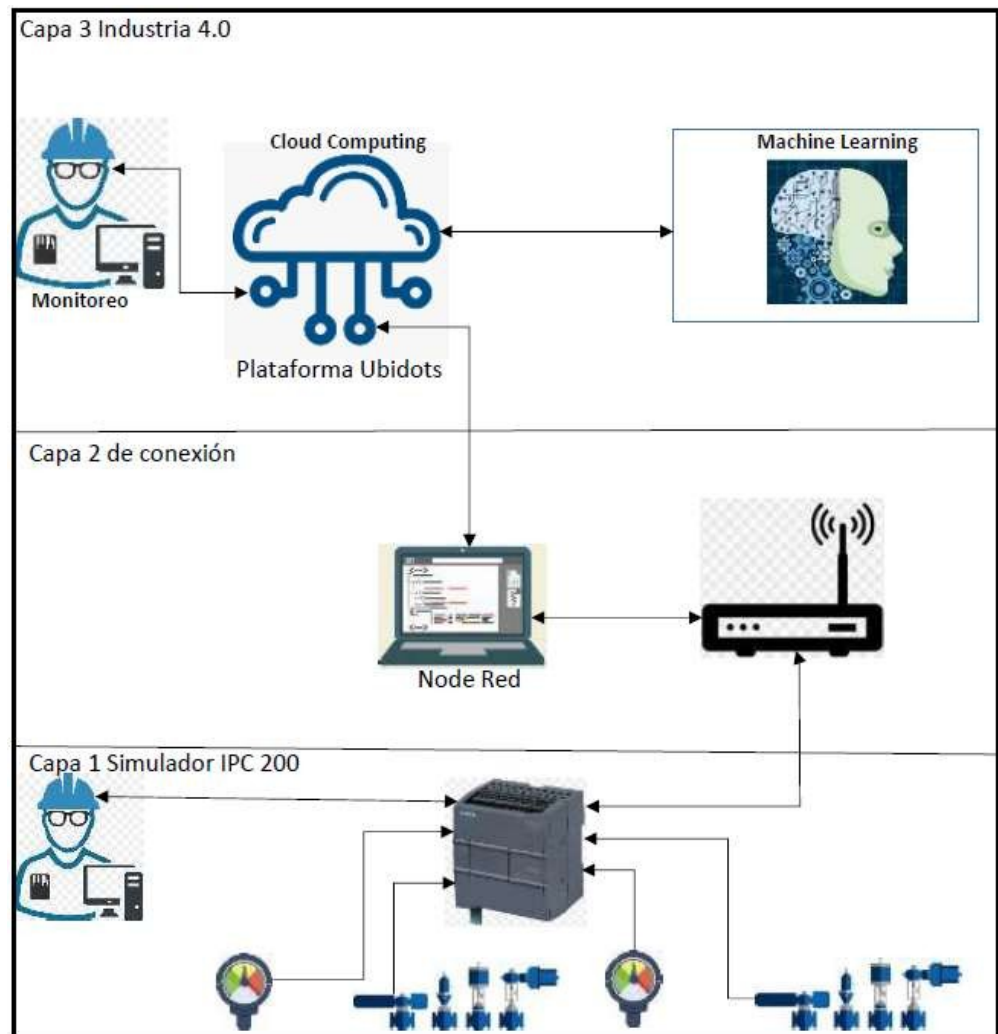 Capa 3 Industria 4.0
Cloud Computing
Machine Learning
Monitoreo
Plataforma Ubidots
Capa 2 de conexión
Node Red
Capa 1 Simulador IPC 200